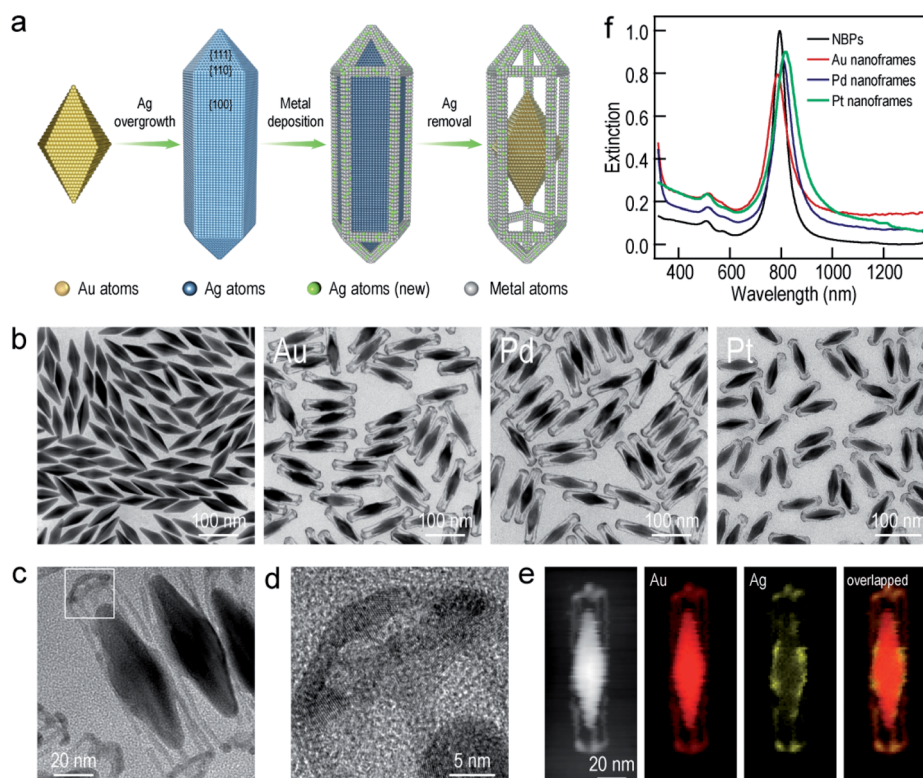 a
{111}
{110}
{100}
Ag
overgrowth
Metal
deposition
Ag
removal
Au atoms
Ag atoms
Ag atoms (new)
Metal atoms
f
NBPs
Au nanoframes
Pd nanoframes
Pt nanoframes
Extinction
1.0
0.8
0.6
0.4
0.2
0.0
400 600 800 1000 1200
Wavelength (nm)
b
100 nm
Au
100 nm
Pd
100 nm
Pt
100 nm
c
20 nm
d
5 nm
e
20 nm
Au
Ag
overlapped